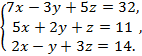 7x − 3y + 5z = 32,
5x + 2y + z = 11 ,
2x − y + 3z = 14.